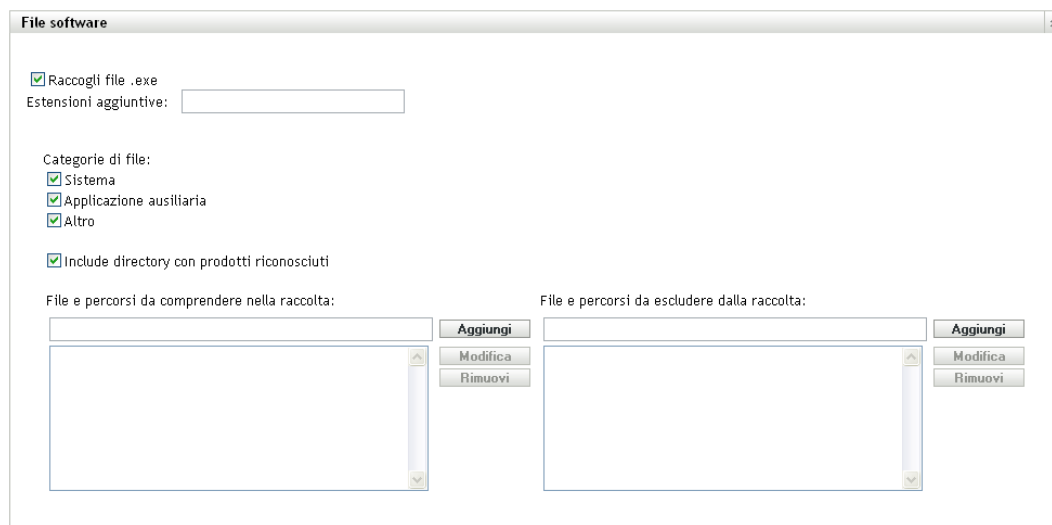 File software
Raccogli file .exe
Estensioni aggiuntive:
Categorie di file:
Sistema
Applicazione ausiliaria
Altro
Include directory con prodotti riconosciuti
File e percorsi da comprendere nella raccolta:
Aggiungi
Modifica
Rimuovi
File e percorsi da escludere dalla raccolta:
Aggiungi
Modifica
Rimuovi